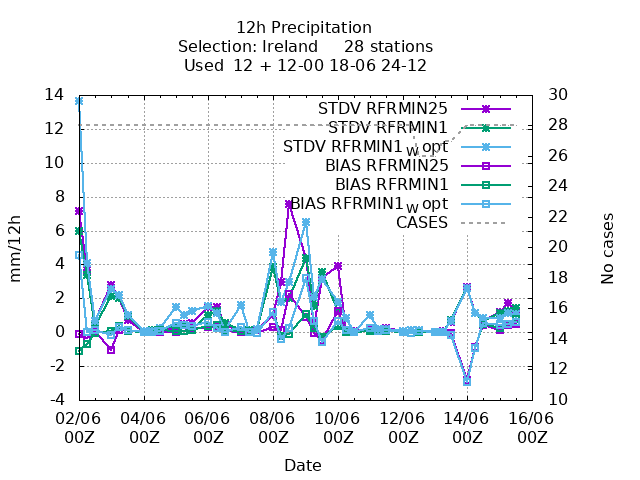 12h Precipitation
Selection: Ireland 28 stations
Used 12 + 12-00 18-06 24-12
STDV RFRMIN25
STDV RFRMIN1
STDV RFRMIN1_w opt
BIAS RFRMIN25
BIAS RFRMIN1
BIAS RFRMIN1_w opt
CASES
mm/12h
14
12
10
8
6
4
2
0
-2
-4
No cases
30
28
26
24
22
20
18
16
14
12
10
02/06 04/06 06/06 08/06 10/06 12/06 14/06 16/06
00Z 00Z 00Z 00Z 00Z 00Z 00Z 00Z
Date